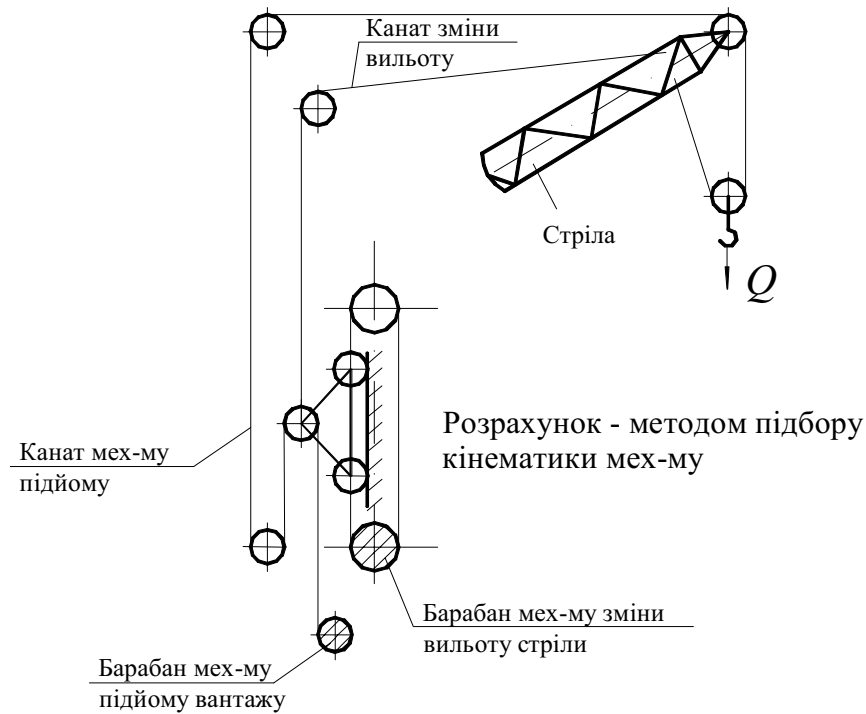 Канат зміни
вильоту
Стріла
Q
Розрахунок - методом підбору
кінематики мех-му
Канат мех-му
підйому
Барабан мех-му зміни
вильоту стріли
Барабан мех-му
підйому вантажу